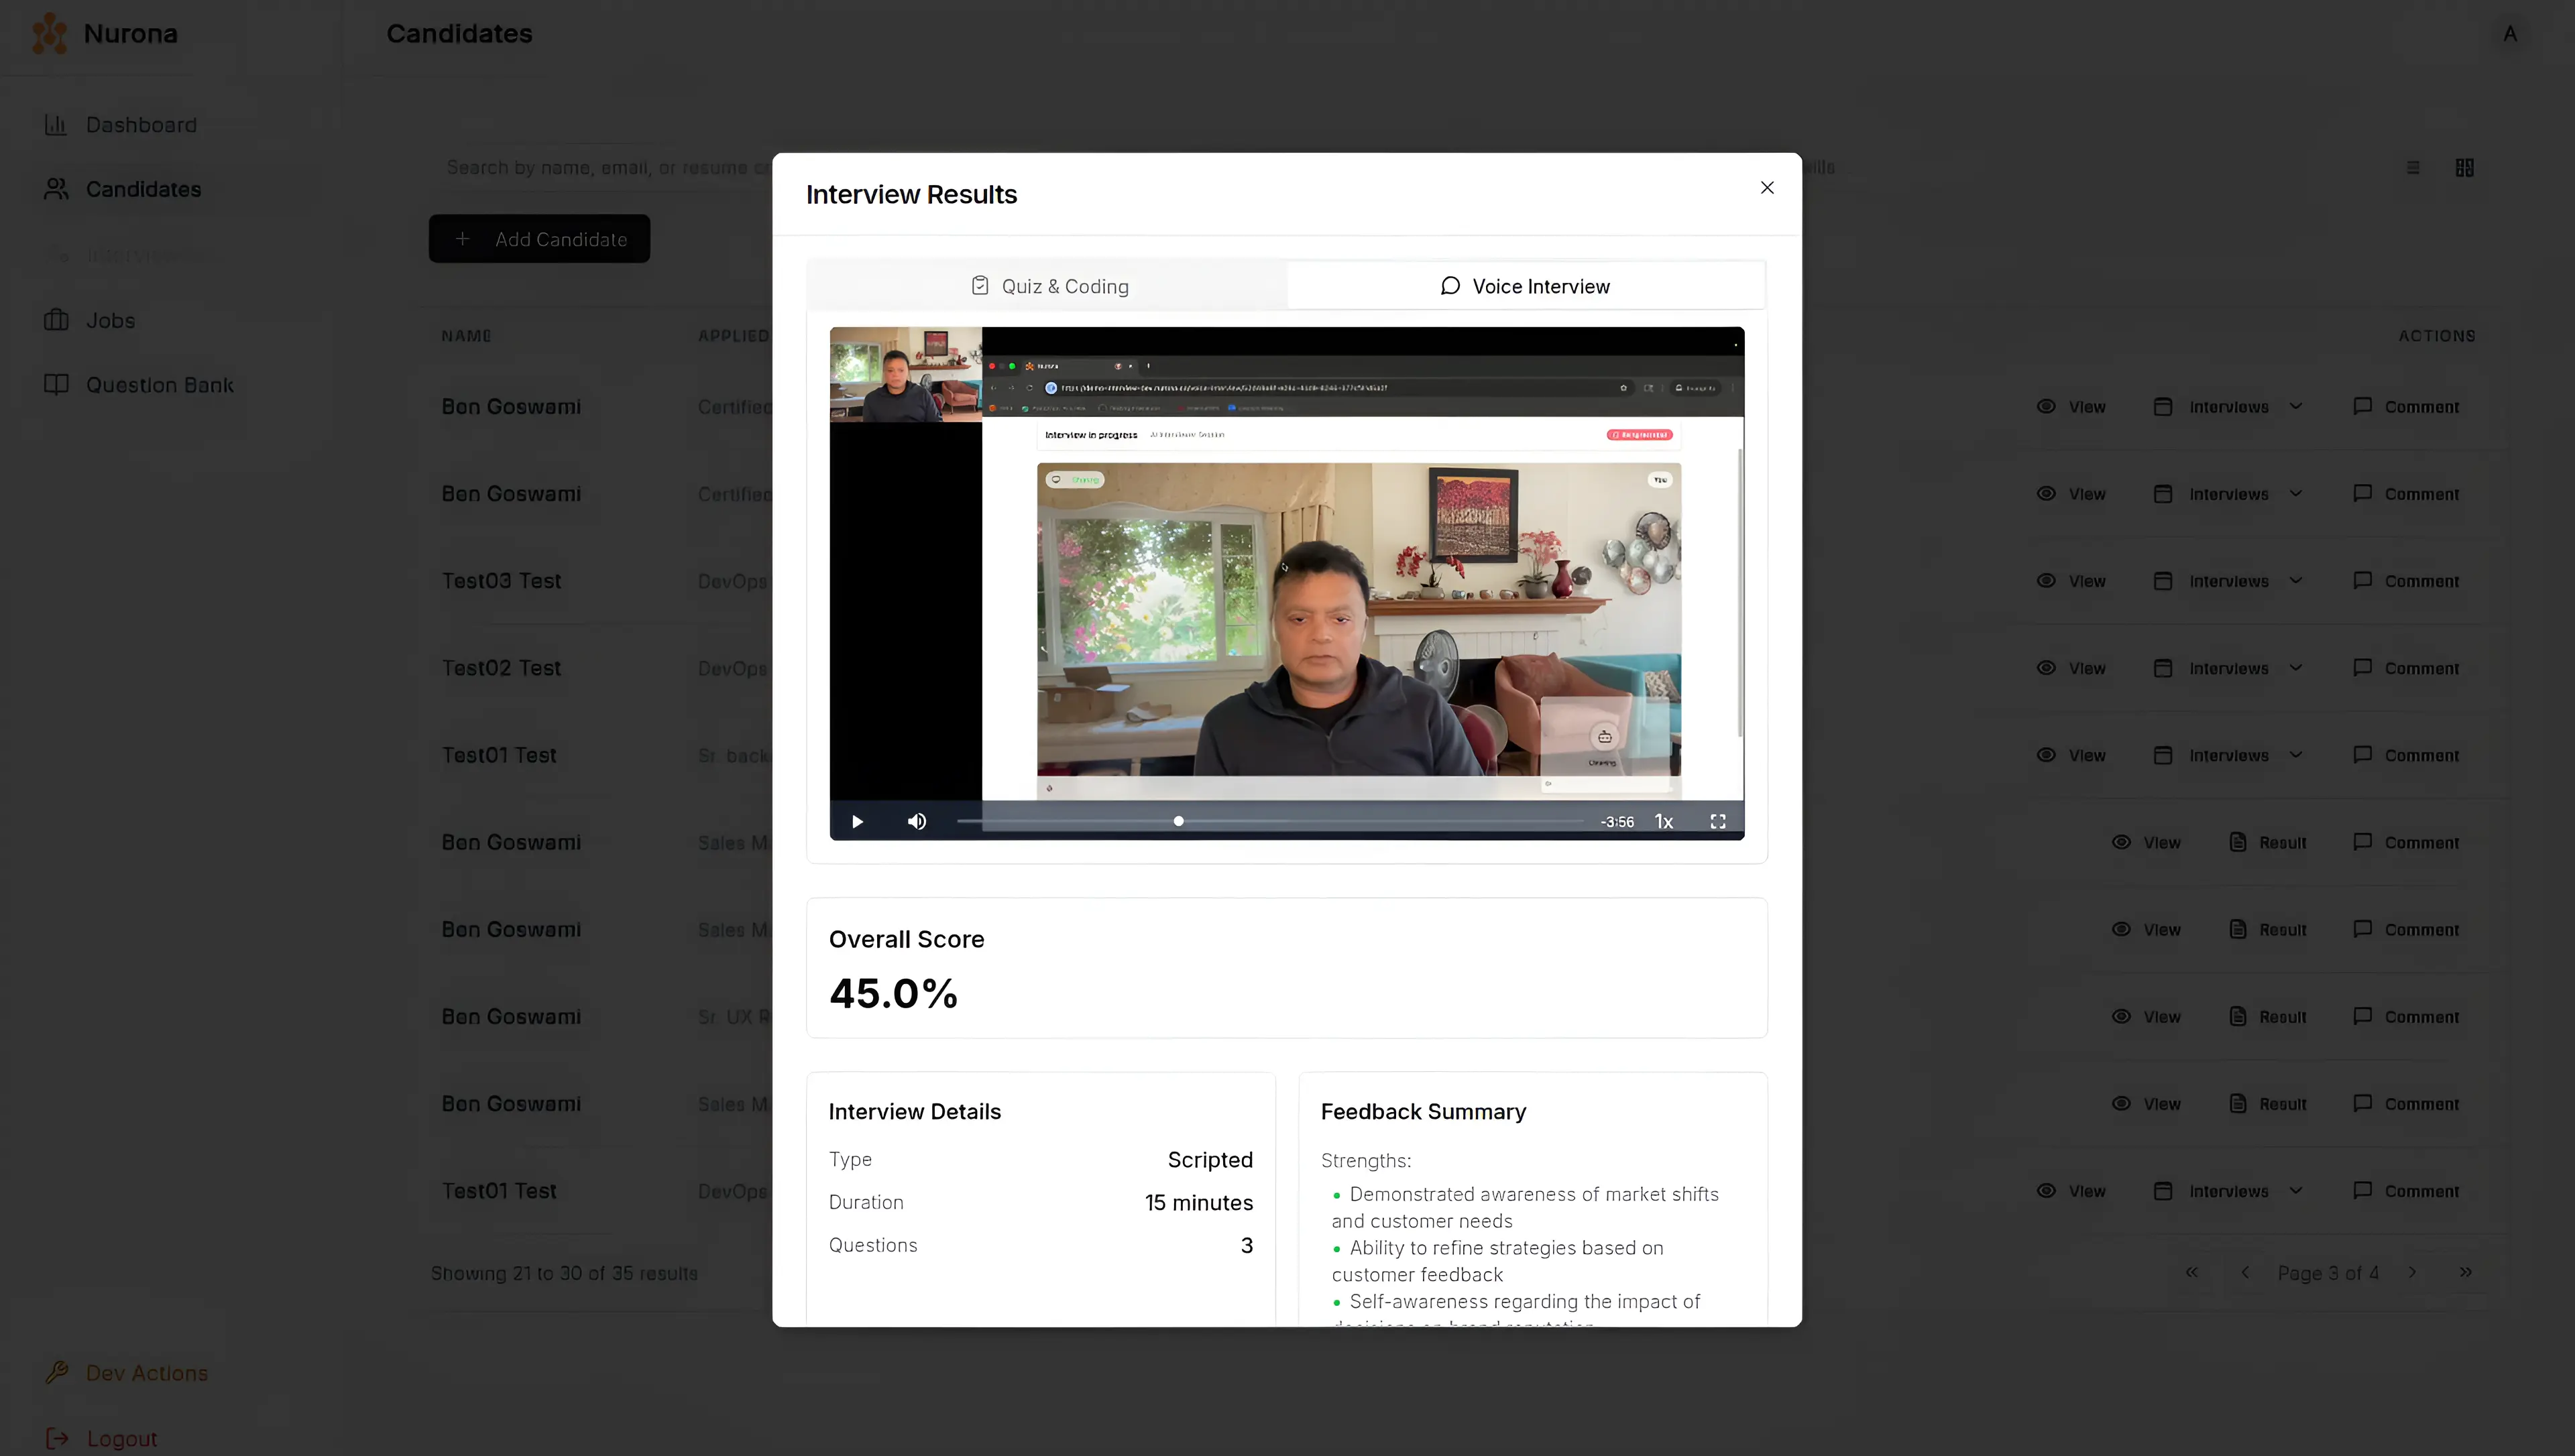 Nurona
Candidates
A
Dashboard
Candidates
Jobs
Question Bank
Dev Actions
Logout
Search by name, email, or resume
Add Candidate
NAME
APPLIED
ACTIONS
Ben Goswami
Certified
View
Interviews
Comment
Ben Goswami
Certified
View
Interviews
Comment
Test03 Test
DevOps
View
Interviews
Comment
Test02 Test
DevOps
View
Interviews
Comment
Test01 Test
Sr. back
View
Interviews
Comment
Ben Goswami
Sales M
View
Result
Comment
Ben Goswami
Sales M
View
Result
Comment
Ben Goswami
Sr. UX R
View
Result
Comment
Ben Goswami
Sales M
View
Result
Comment
Test01 Test
DevOps
View
Interviews
Comment
Showing 21 to 30 of 35 results
Page 3 of 4
Interview Results
Quiz & Coding
Voice Interview
Interview in progress
You
-3:56
1x
Overall Score
45.0%
Interview Details
Type
Scripted
Duration
15 minutes
Questions
3
Feedback Summary
Strengths:
• Demonstrated awareness of market shifts
and customer needs
• Ability to refine strategies based on
customer feedback
• Self-awareness regarding the impact of
decisions on brand reputation